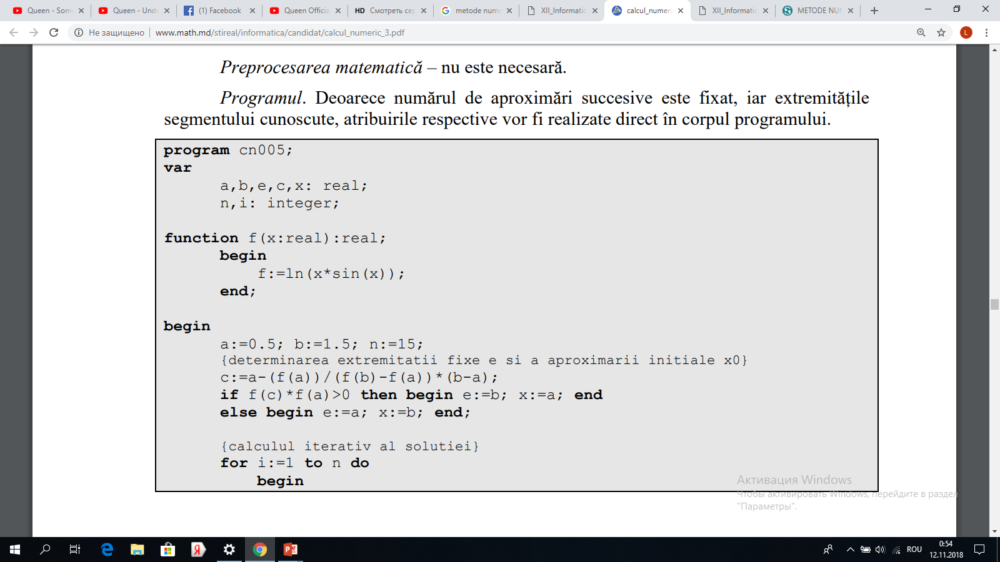 Queen - Som
Queen - Unde
(1) Facebook
Queen Officia
HD Смотреть сер
metode nume
XII_Informatic
calcul_numeri
XII_Informatic
METODE NUM
Не защищено
www.math.md/stireal/informatica/candidat/calcul_numeric_3.pdf
L
Preprocesarea matematică – nu este necesară.
Programul. Deoarece numărul de aproximări succesive este fixat, iar extremitățile
segmentului cunoscute, atribuirile respective vor fi realizate direct în corpul programului.
program cn005;
var
a,b,e,c,x: real;
n,i: integer;
function f(x:real):real;
begin
f:=ln(x*sin(x));
end;
begin
a:=0.5; b:=1.5; n:=15;
{determinarea extremitatii fixe e si a aproximarii initiale x0}
c:=a-(f(a))/(f(b)-f(a))*(b-a);
if f(c)*f(a)>0 then begin e:=b; x:=a; end
else begin e:=a; x:=b; end;
{calculul iterativ al solutiei}
for i:=1 to n do
begin
Активация Windows
Чтобы активировать Windows, перейдите в раздел
"Параметры".
ROU
0:54
12.11.2018